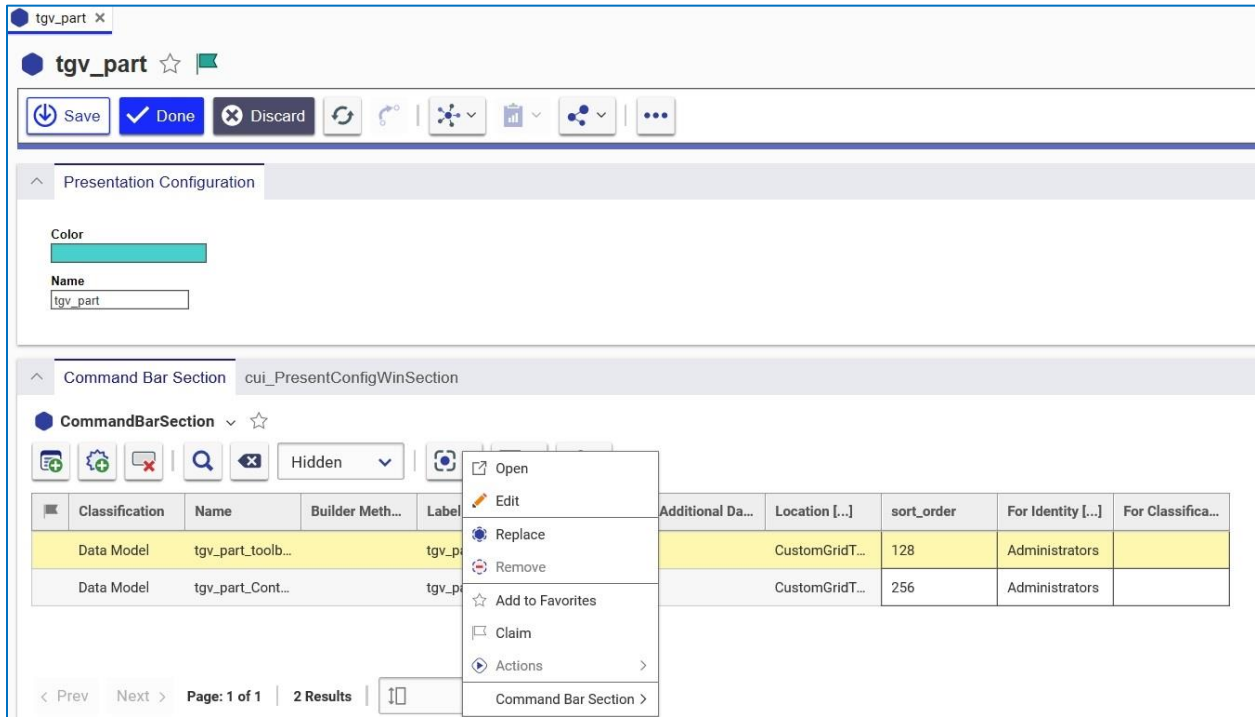 tgv_part
tgv_part
Save Done Discard
Presentation Configuration
Color
Name
tgv_part
Command Bar Section cui_PresentConfigWinSection
CommandBarSection
Hidden
Open
Edit
Replace
Remove
Add to Favorites
Claim
Actions
Command Bar Section
Classification Name Builder Meth... Label Additional Da... Location [...] sort_order For Identity [...] For Classifica...
Data Model tgv_part_toolb... tgv_pa CustomGridT... 128 Administrators
Data Model tgv_part_Cont... tgv_pa CustomGridT... 256 Administrators
< Prev Next > Page: 1 of 1 2 Results